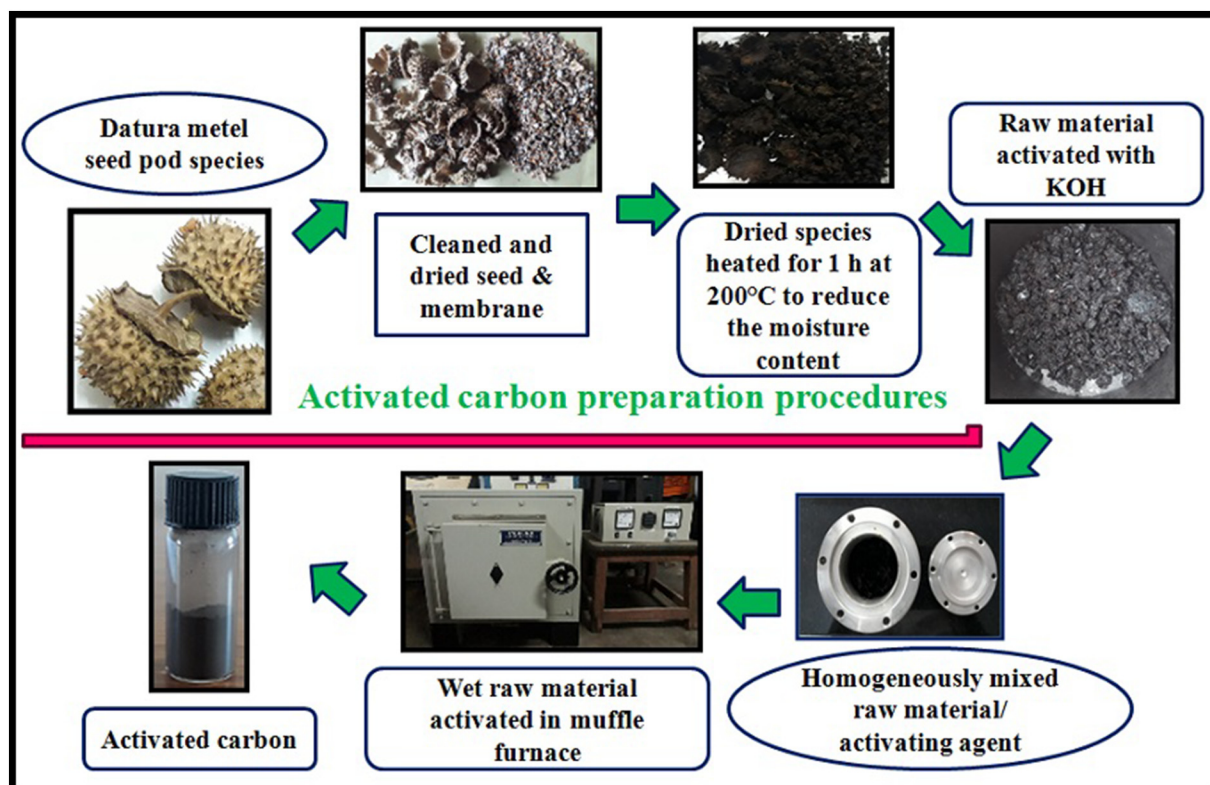 Datura metel
seed pod species
Cleaned and
dried seed &
membrane
Dried species
heated for 1 h at
200°C to reduce
the moisture
content
Raw material
activated with
KOH
Activated carbon preparation procedures
Homogeneously mixed
raw material/
activating agent
Wet raw material
activated in muffle
furnace
Activated carbon